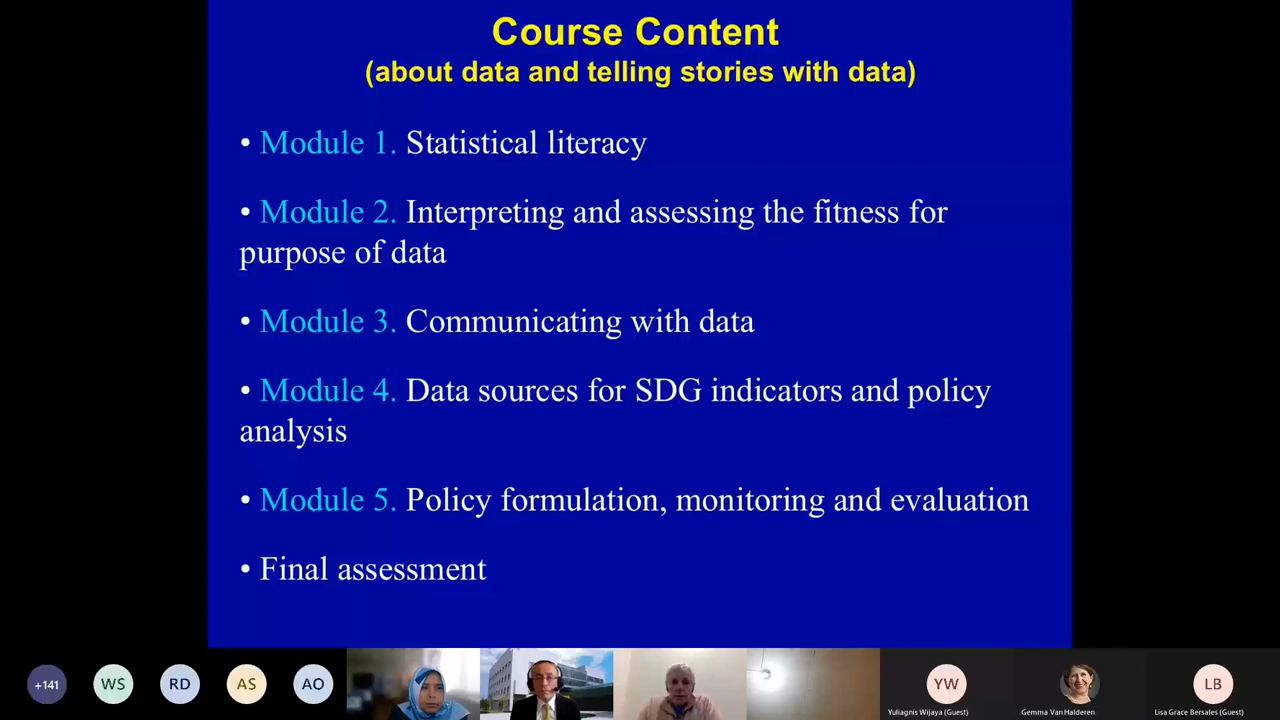 Course Content
(about data and telling stories with data)
• Module 1. Statistical literacy
• Module 2. Interpreting and assessing the fitness for
purpose of data
• Module 3. Communicating with data
• Module 4. Data sources for SDG indicators and policy
analysis
• Module 5. Policy formulation, monitoring and evaluation
• Final assessment
+141
WS
RD
AS
AO
YW
LB
Yuliagnis Wijaya (Guest)
Gemma Van Halderen
Lisa Grace Bersales (Guest)